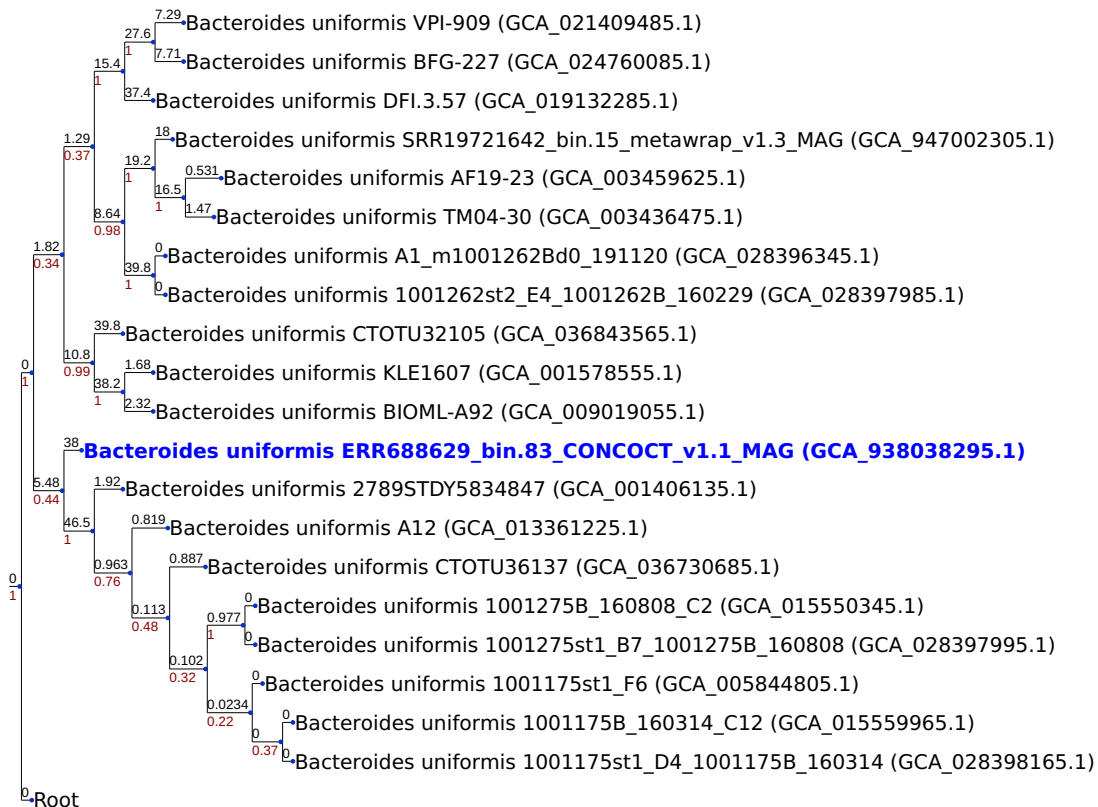 7.29 Bacteroides uniformis VPI-909 (GCA_021409485.1)
27.6
1
7.71 Bacteroides uniformis BFG-227 (GCA_024760085.1)
15.4
1
37.4 Bacteroides uniformis DFI.3.57 (GCA_019132285.1)
18 Bacteroides uniformis SRR19721642_bin.15_metawrap_v1.3_MAG (GCA_947002305.1)
1.29
0.37
19.2
1
0.531 Bacteroides uniformis AF19-23 (GCA_003459625.1)
16.5
1
1.47 Bacteroides uniformis TM04-30 (GCA_003436475.1)
8.64
0.98
0 Bacteroides uniformis A1_m1001262Bd0_191120 (GCA_028396345.1)
1.82
0.34
39.8
1
0 Bacteroides uniformis 1001262st2_E4_1001262B_160229 (GCA_028397985.1)
39.8 Bacteroides uniformis CTOTU32105 (GCA_036843565.1)
10.8
0.99
1.68 Bacteroides uniformis KLE1607 (GCA_001578555.1)
0
1
38.2
1
2.32 Bacteroides uniformis BIOML-A92 (GCA_009019055.1)
38 Bacteroides uniformis ERR688629_bin.83_CONCOCT_v1.1_MAG (GCA_938038295.1)
5.48
0.44
1.92 Bacteroides uniformis 2789STDY5834847 (GCA_001406135.1)
46.5
1
0.819 Bacteroides uniformis A12 (GCA_013361225.1)
0.963
0.76
0.887 Bacteroides uniformis CTOTU36137 (GCA_036730685.1)
0
1
0.113
0.48
0 Bacteroides uniformis 1001275B_160808_C2 (GCA_015550345.1)
0.977
1
0 Bacteroides uniformis 1001275st1_B7_1001275B_160808 (GCA_028397995.1)
0.102
0.32
0 Bacteroides uniformis 1001175st1_F6 (GCA_005844805.1)
0.0234
0.22
0 Bacteroides uniformis 1001175B_160314_C12 (GCA_015559965.1)
0
0.37
0 Bacteroides uniformis 1001175st1_D4_1001175B_160314 (GCA_028398165.1)
0 Root